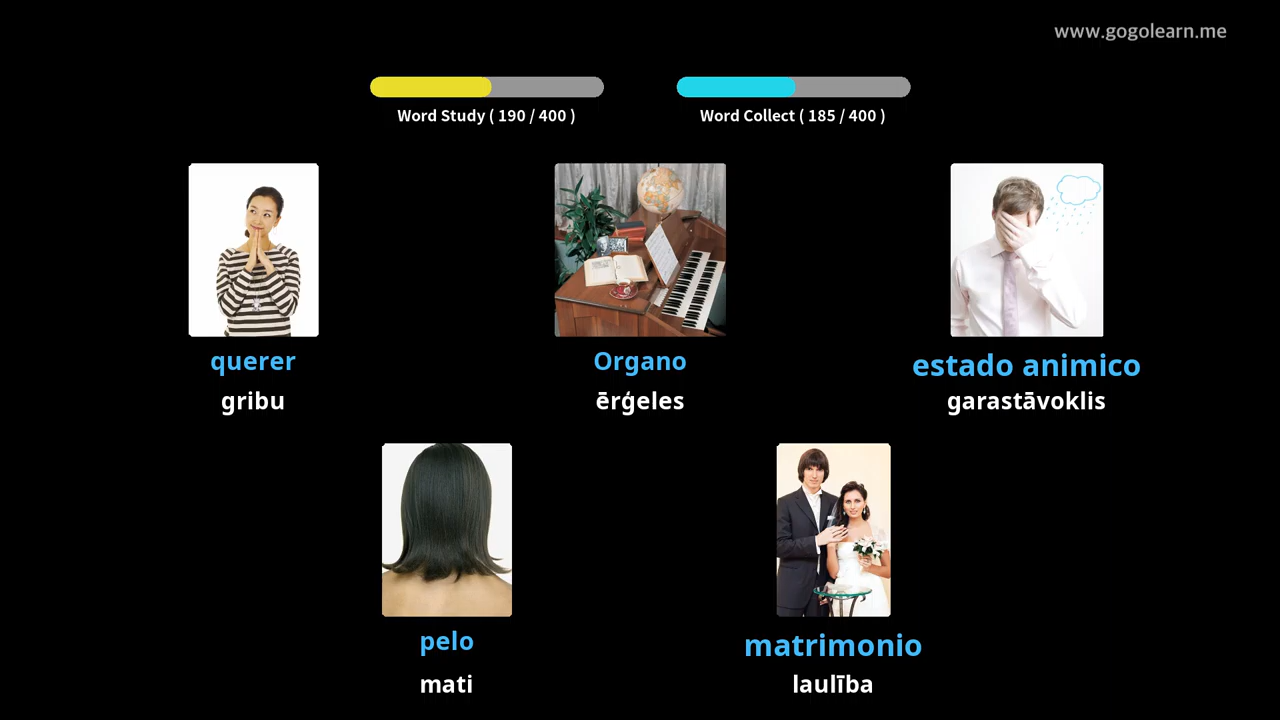 www.gogolearn.me
Word Study ( 190 / 400 )
Word Collect ( 185 / 400 )
querer
gribu
Organo
ērģeles
estado animico
garastāvoklis
pelo
mati
matrimonio
laulība